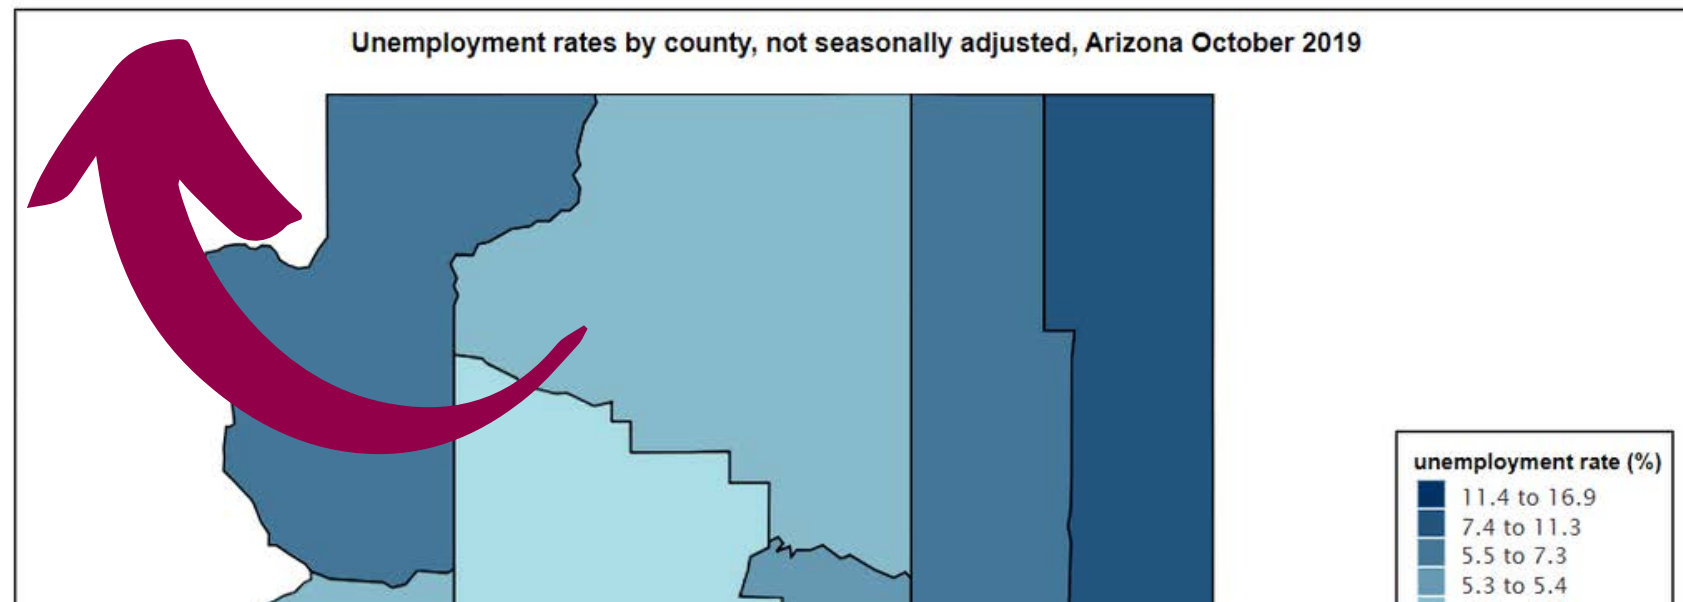 Unemployment rates by county, not seasonally adjusted, Arizona October 2019
unemployment rate (%)
11.4 to 16.9
7.4 to 11.3
5.5 to 7.3
5.3 to 5.4